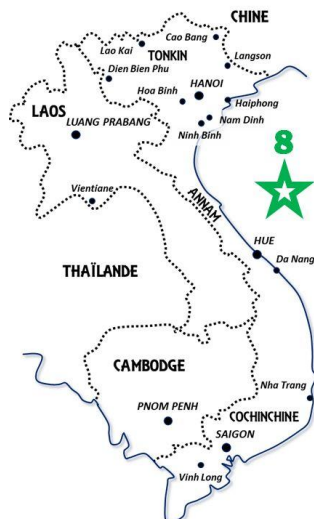 CHINE
Cao Bang
Lao Kai
TONKIN
Langson
Dien Bien Phu
Hoa Binh
HANOI
Haiphong
LAOS
Nam Dinh
LUANG PRABANG
Ninh Binh
8
Vientiane
ANNAM
HUE
THAÏLANDE
Da Nang
CAMBODGE
Nha Trang
PNOM PENH
COCHINCHINE
SAIGON
Vinh Long